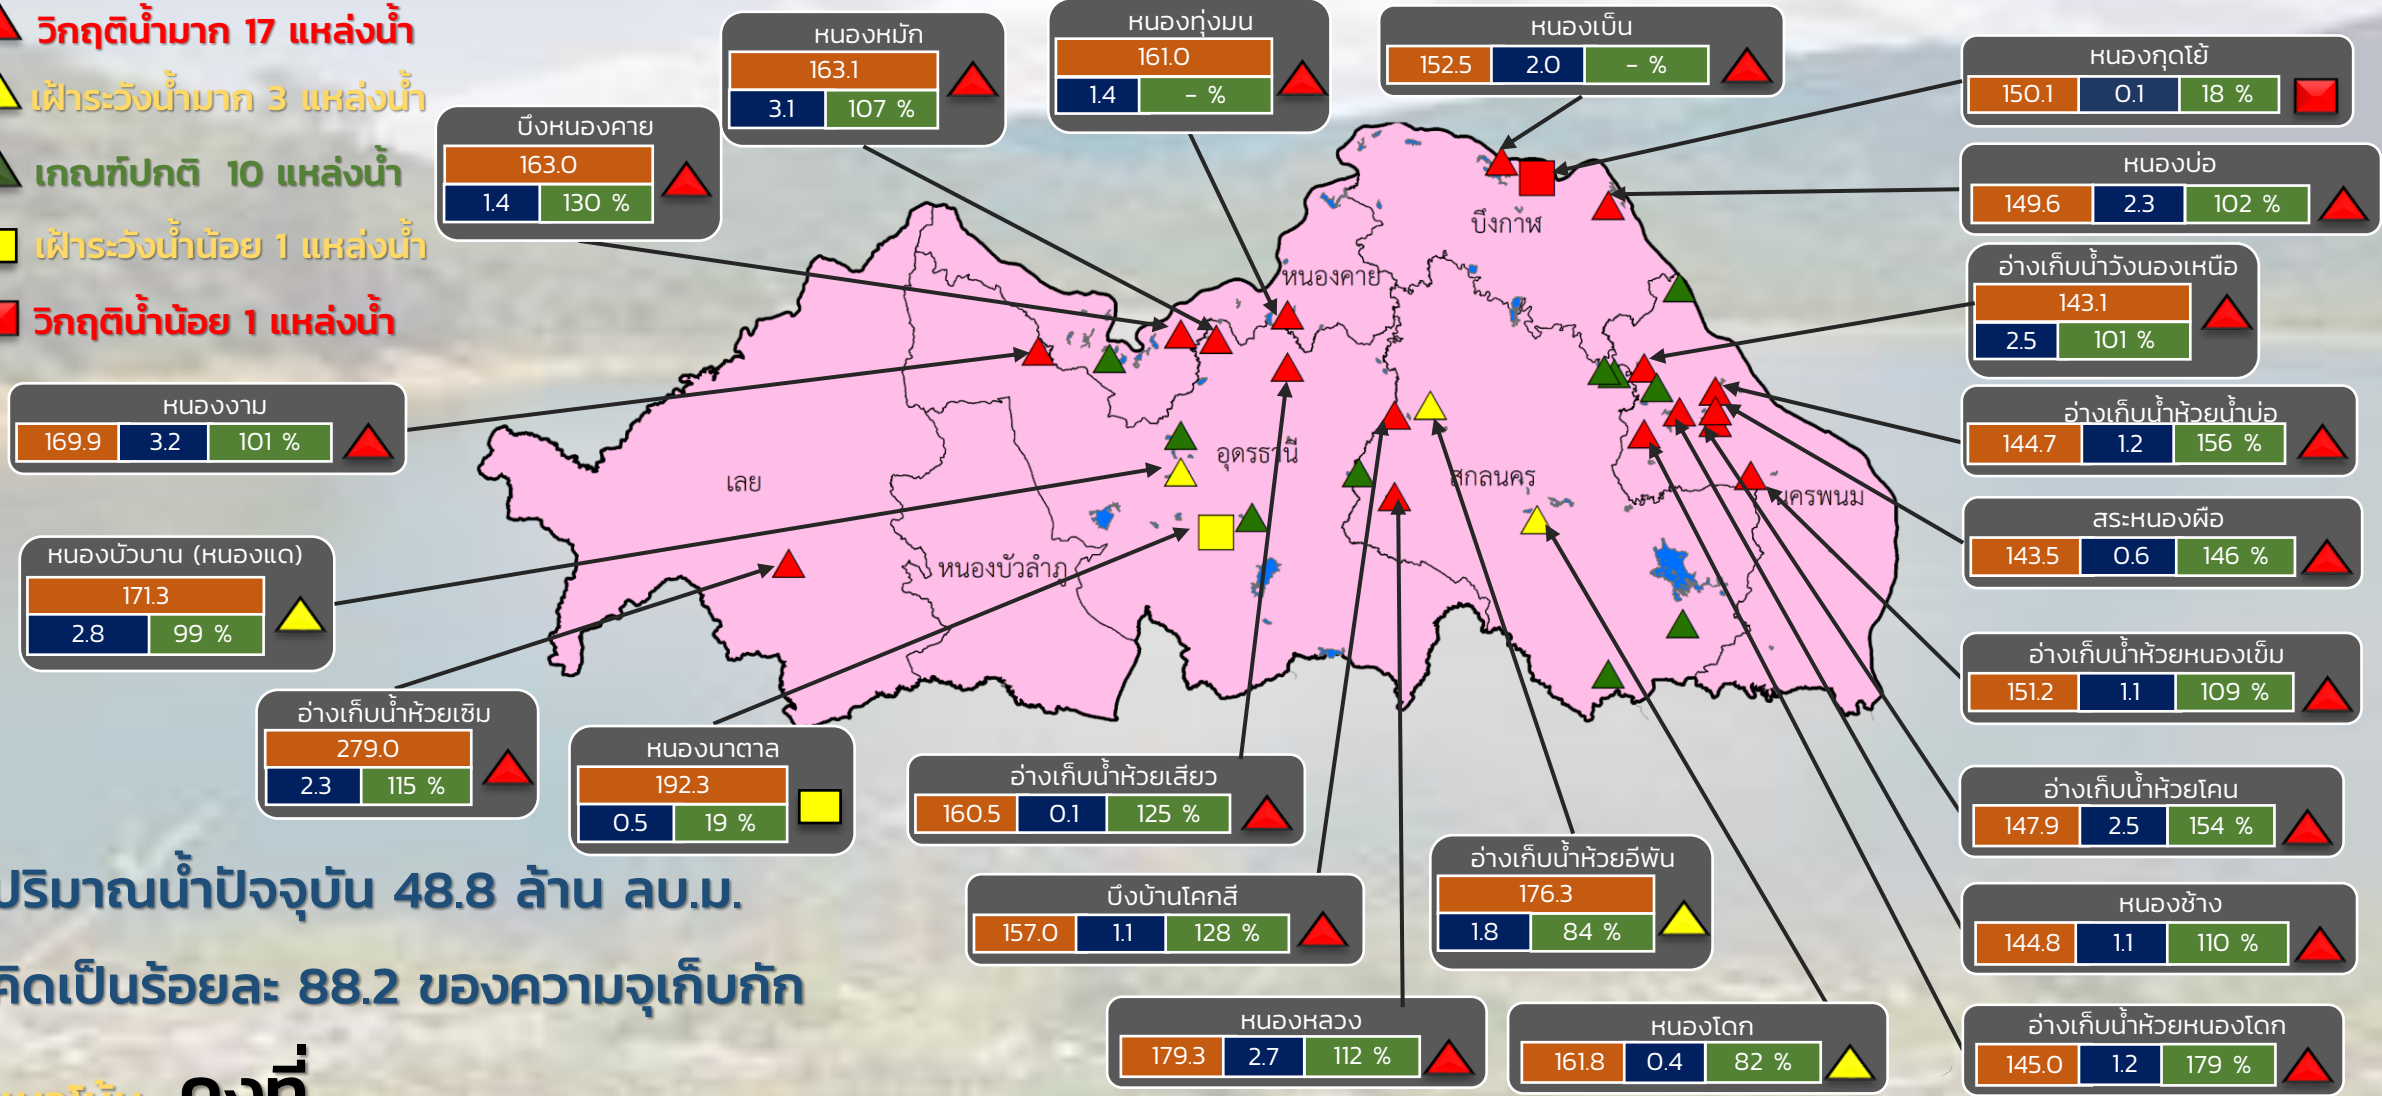 วิกฤติน้ำมาก 17 แหล่งน้ำ
เฝ้าระวังน้ำมาก 3 แหล่งน้ำ
เกณฑ์ปกติ 10 แหล่งน้ำ
เฝ้าระวังน้ำน้อย 1 แหล่งน้ำ
วิกฤติน้ำน้อย 1 แหล่งน้ำ
หนองหมัก
163.1
3.1 107 %
หนองทุ่งมน
161.0
1.4 - %
หนองเบ็น
152.5 2.0 - %
หนองกุดโย้
150.1 0.1 18 %
บึงหนองคาย
163.0
1.4 130 %
หนองบ่อ
149.6 2.3 102 %
อ่างเก็บน้ำวังนองเหนือ
143.1
2.5 101 %
หนองงาม
169.9 3.2 101 %
อ่างเก็บน้ำห้วยน้ำบ่อ
144.7 1.2 156 %
สระหนองผือ
143.5 0.6 146 %
หนองบัวบาน (หนองแด)
171.3
2.8 99 %
อ่างเก็บน้ำห้วยหนองเข็ม
151.2 1.1 109 %
อ่างเก็บน้ำห้วยเซิม
279.0
2.3 115 %
หนองนาตาล
192.3
0.5 19 %
อ่างเก็บน้ำห้วยเสียว
160.5 0.1 125 %
อ่างเก็บน้ำห้วยโคน
147.9 2.5 154 %
บึงบ้านโคกสี
157.0 1.1 128 %
อ่างเก็บน้ำห้วยอีพัน
176.3
1.8 84 %
หนองช้าง
144.8 1.1 110 %
หนองหลวง
179.3 2.7 112 %
หนองโดก
161.8 0.4 82 %
อ่างเก็บน้ำห้วยหนองโดก
145.0 1.2 179 %
บึงกาฬ
หนองคาย
เลย
อุดรธานี
สกลนคร
นครพนม
หนองบัวลำภู
ปริมาณน้ำปัจจุบัน 48.8 ล้าน ลบ.ม.
คิดเป็นร้อยละ 88.2 ของความจุเก็บกัก
คงที่